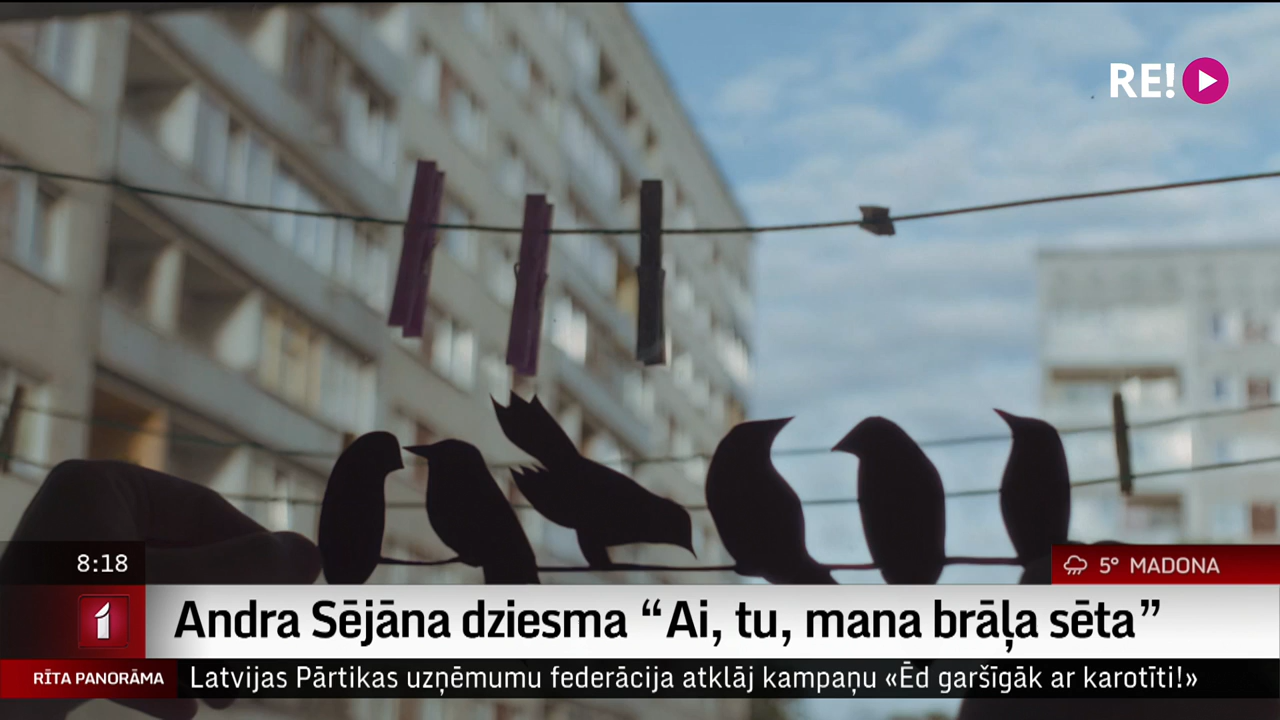 RE!
8:18
5° MADONA
1
Andra Sējāna dziesma “Ai, tu, mana brāļa sēta”
RĪTA PANORĀMA
Latvijas Pārtikas uzņēmumu federācija atklāj kampaņu «Ēd garšīgāk ar karotīti!»